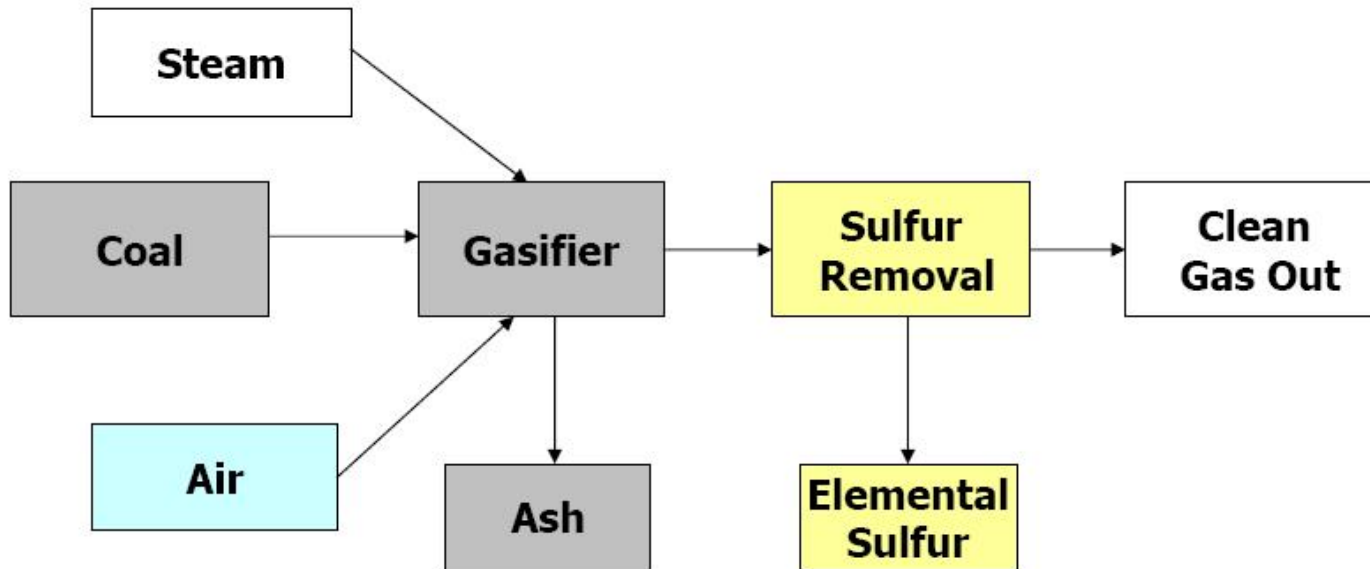 Steam
Coal
Gasifier
Sulfur
Removal
Clean
Gas Out
Air
Ash
Elemental
Sulfur